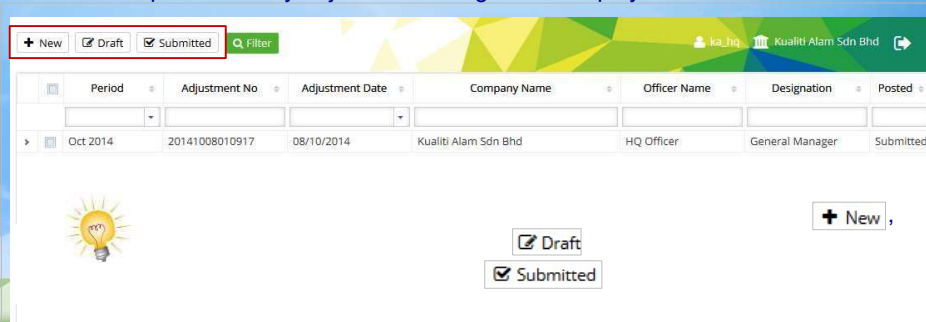 + New Draft Submitted Filter ka_hq Kualiti Alam Sdn Bhd
Period Adjustment No Adjustment Date Company Name Officer Name Designation Posted
Oct 2014 20141008010917 08/10/2014 Kualiti Alam Sdn Bhd HQ Officer General Manager Submitted
+ New ,
Draft
Submitted